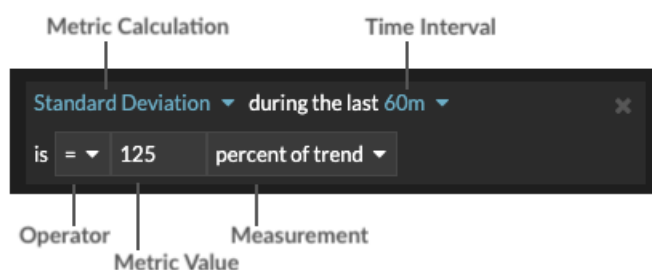 Metric Calculation Time Interval
Standard Deviation during the last 60m
is = 125 percent of trend
Operator Measurement
Metric Value